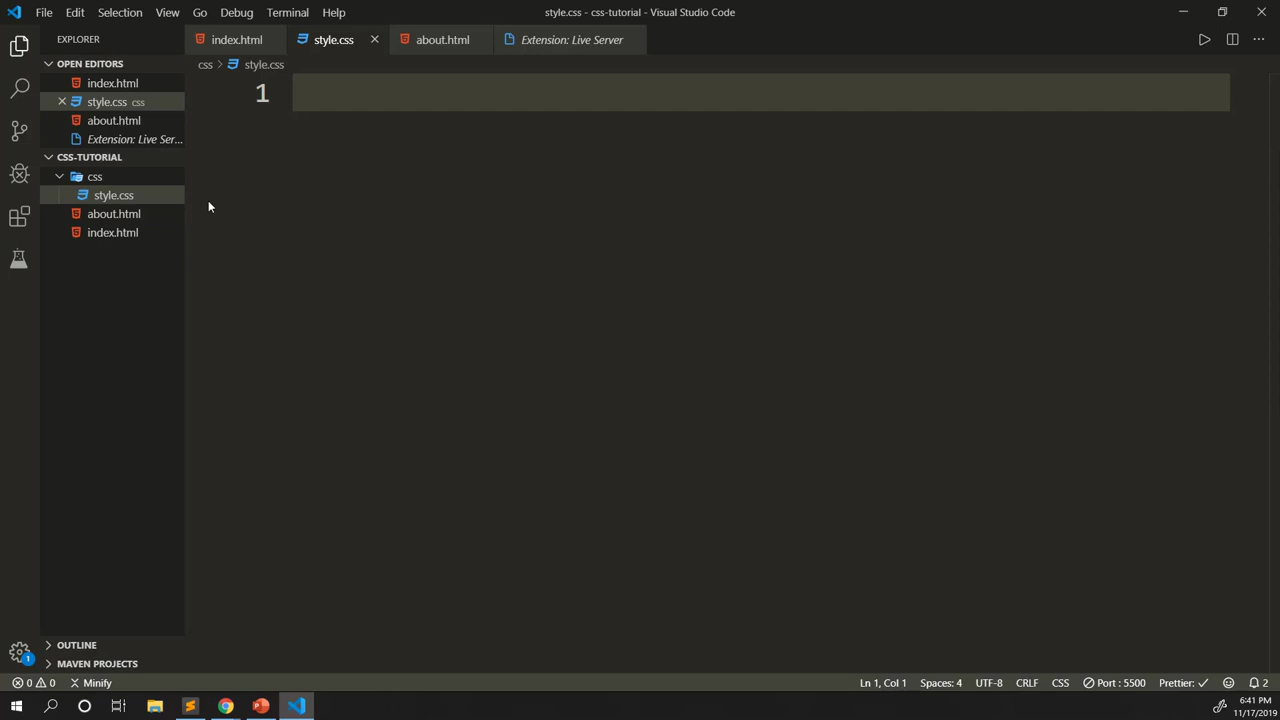 File Edit Selection View Go Debug Terminal Help
style.css - css-tutorial - Visual Studio Code
EXPLORER
index.html
style.css
about.html
Extension: Live Server
OPEN EDITORS
css
style.css
1
index.html
style.css css
about.html
Extension: Live Ser...
CSS-TUTORIAL
css
style.css
about.html
index.html
OUTLINE
MAVEN PROJECTS
1
0 0 Minify
Ln 1, Col 1 Spaces: 4 UTF-8 CRLF CSS Port : 5500 Prettier: 2
6:41 PM
11/17/2019